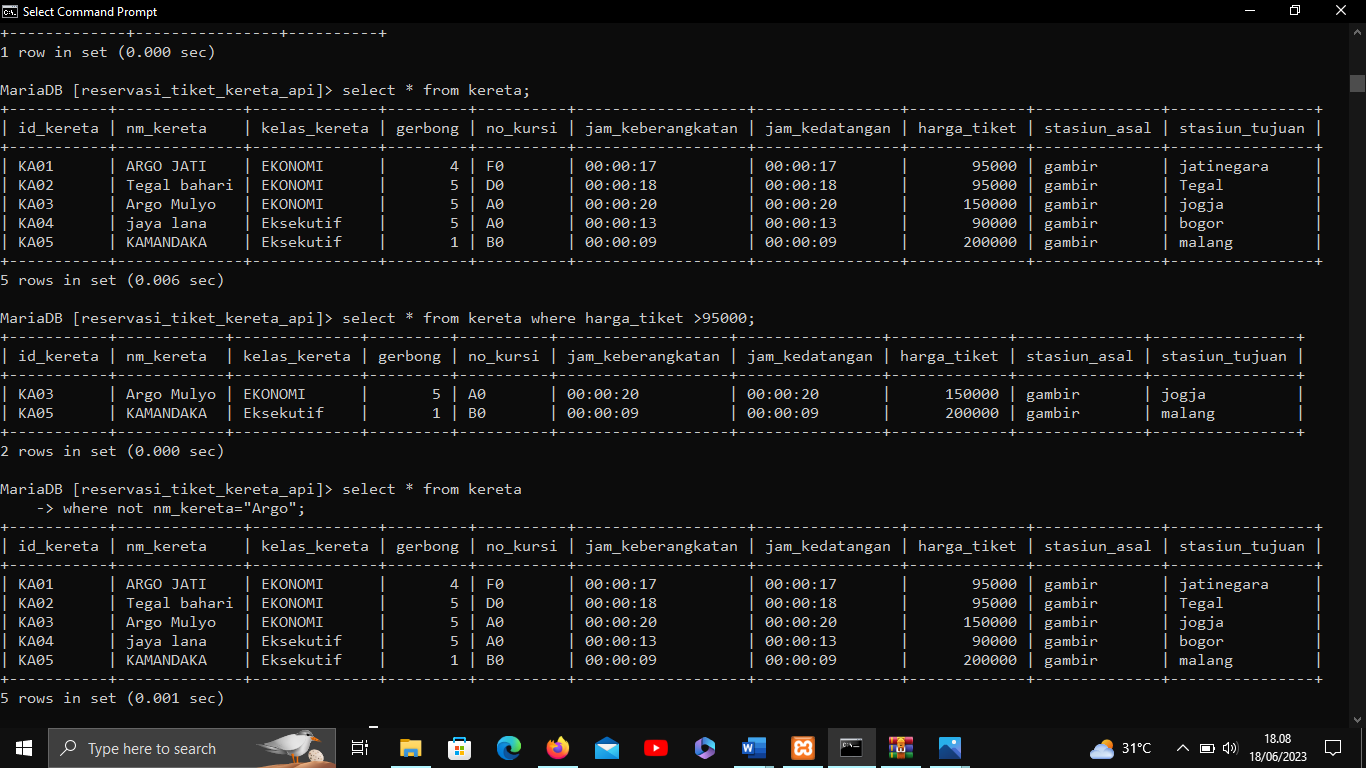 Select Command Prompt
+-------------+----------------+----------+
1 row in set (0.000 sec)
MariaDB [reservasi_tiket_kereta_api]> select * from kereta;
+-----------+--------------+--------------+---------+----------+-------------------+----------------+-------------+--------------+----------------+
| id_kereta | nm_kereta    | kelas_kereta | gerbong | no_kursi | jam_keberangkatan | jam_kedatangan | harga_tiket | stasiun_asal | stasiun_tujuan |
+-----------+--------------+--------------+---------+----------+-------------------+----------------+-------------+--------------+----------------+
| KA01      | ARGO JATI    | EKONOMI      |       4 | F0       | 00:00:17          | 00:00:17       |       95000 | gambir       | jatinegara     |
| KA02      | Tegal bahari | EKONOMI      |       5 | D0       | 00:00:18          | 00:00:18       |       95000 | gambir       | Tegal          |
| KA03      | Argo Mulyo   | EKONOMI      |       5 | A0       | 00:00:20          | 00:00:20       |      150000 | gambir       | jogja          |
| KA04      | jaya lana    | Eksekutif    |       5 | A0       | 00:00:13          | 00:00:13       |       90000 | gambir       | bogor          |
| KA05      | KAMANDAKA    | Eksekutif    |       1 | B0       | 00:00:09          | 00:00:09       |      200000 | gambir       | malang         |
+-----------+--------------+--------------+---------+----------+-------------------+----------------+-------------+--------------+----------------+
5 rows in set (0.006 sec)
MariaDB [reservasi_tiket_kereta_api]> select * from kereta where harga_tiket >95000;
+-----------+------------+--------------+---------+----------+-------------------+----------------+-------------+--------------+----------------+
| id_kereta | nm_kereta  | kelas_kereta | gerbong | no_kursi | jam_keberangkatan | jam_kedatangan | harga_tiket | stasiun_asal | stasiun_tujuan |
+-----------+------------+--------------+---------+----------+-------------------+----------------+-------------+--------------+----------------+
| KA03      | Argo Mulyo | EKONOMI      |       5 | A0       | 00:00:20          | 00:00:20       |      150000 | gambir       | jogja          |
| KA05      | KAMANDAKA  | Eksekutif    |       1 | B0       | 00:00:09          | 00:00:09       |      200000 | gambir       | malang         |
+-----------+------------+--------------+---------+----------+-------------------+----------------+-------------+--------------+----------------+
2 rows in set (0.000 sec)
MariaDB [reservasi_tiket_kereta_api]> select * from kereta
    -> where not nm_kereta="Argo";
+-----------+--------------+--------------+---------+----------+-------------------+----------------+-------------+--------------+----------------+
| id_kereta | nm_kereta    | kelas_kereta | gerbong | no_kursi | jam_keberangkatan | jam_kedatangan | harga_tiket | stasiun_asal | stasiun_tujuan |
+-----------+--------------+--------------+---------+----------+-------------------+----------------+-------------+--------------+----------------+
| KA01      | ARGO JATI    | EKONOMI      |       4 | F0       | 00:00:17          | 00:00:17       |       95000 | gambir       | jatinegara     |
| KA02      | Tegal bahari | EKONOMI      |       5 | D0       | 00:00:18          | 00:00:18       |       95000 | gambir       | Tegal          |
| KA03      | Argo Mulyo   | EKONOMI      |       5 | A0       | 00:00:20          | 00:00:20       |      150000 | gambir       | jogja          |
| KA04      | jaya lana    | Eksekutif    |       5 | A0       | 00:00:13          | 00:00:13       |       90000 | gambir       | bogor          |
| KA05      | KAMANDAKA    | Eksekutif    |       1 | B0       | 00:00:09          | 00:00:09       |      200000 | gambir       | malang         |
+-----------+--------------+--------------+---------+----------+-------------------+----------------+-------------+--------------+----------------+
5 rows in set (0.001 sec)
Type here to search
31°C
18.08
18/06/2023